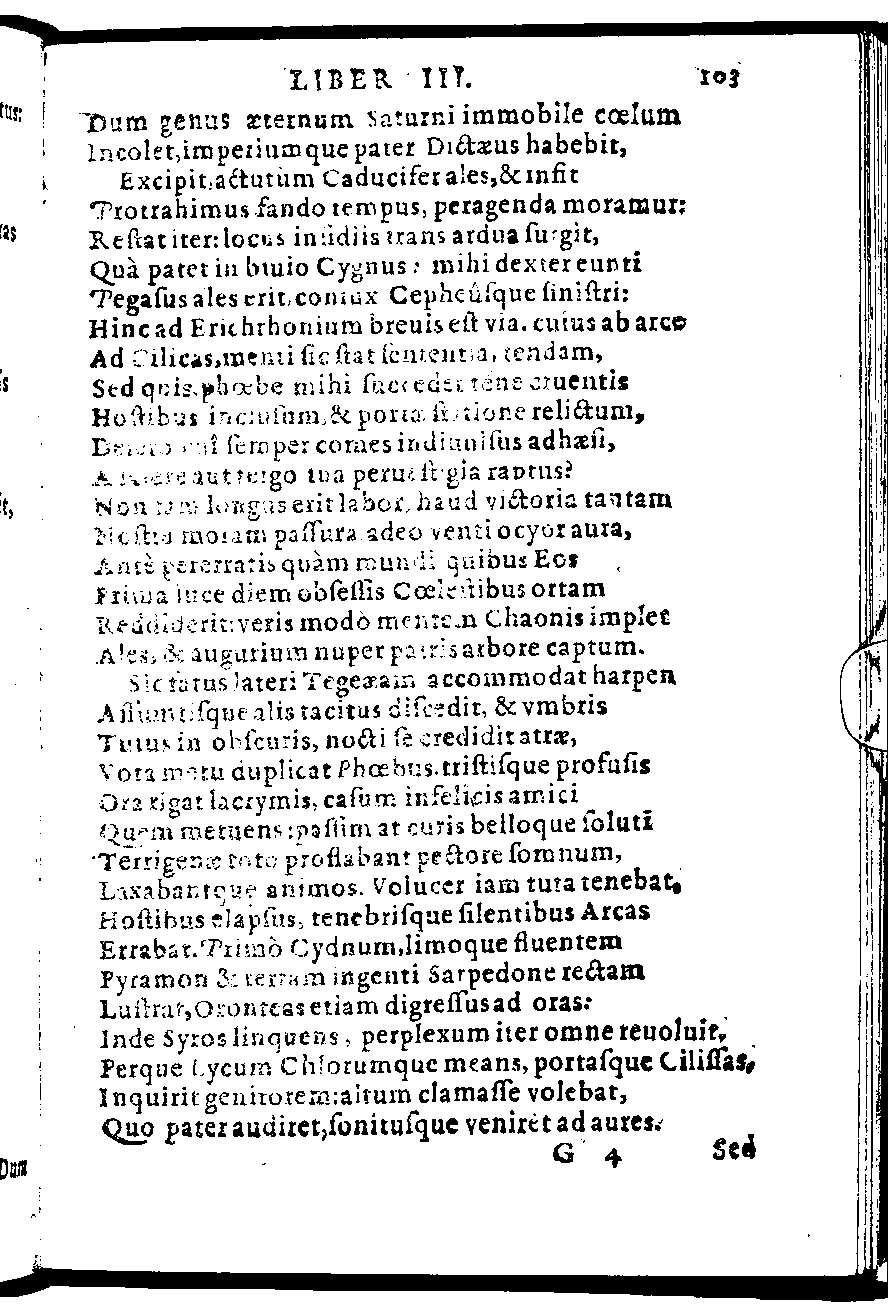 LIBER III. 103
Dum genus æternum Saturni immobile cœlum
Incolet, imperiumque pater Dictæus habebit,
Excipit, actutùm Caducifer ales, & infit
Protrahimus fando tempus, peragenda moramur:
Reſtat iter: locus inſidiis trans ardua ſurgit,
Quà patet in biuio Cygnus: mihi dexter eunti
Pegaſus ales erit, coniux Cepheûſque ſiniſtri:
Hinc ad Erichthonium breuis eſt via. cuius ab arce
Ad Cilicas, menti ſic ſtat ſententia, tendam,
Sed quis, phœbe mihi ſuccedet tene cruentis
Hoſtibus incluſum, & portæ ſtatione relictum,
ſemper comes indiuiſus adhæſi,
aut tergo tua per veſtigia raptus?
Non tam longus erit labor, haud victoria tantam
Noſtra moram paſſura adeo venti ocyor aura,
Antè pererratis quàm mundi quibus Eos
Prima luce diem obſeſſis Cœleſtibus ortam
Reddiderit: veris modò mentem Chaonis implet
Ales, & augurium nuper patris arbore captum.
Sic fatus lateri Tegeæam accommodat harpen
alis tacitus diſcedit, & vmbris
Tutus in obſcuris, nocti ſe credidit atræ,
Vota metu duplicat Phœbus. triſtiſque profuſis
Ora rigat lacrymis, caſum infelicis amici
Quem metuens: paſſim at curis belloque ſoluti
Terrigenæ toto proflabant pectore ſomnum,
Laxabantque animos. Volucer iam tuta tenebat,
Hoſtibus elapſus, tenebriſque ſilentibus Arcas
Errabat. Primò Cydnum, limoque fluentem
Pyramon & terram ingenti Sarpedone rectam
Luſtrat, Oronteas etiam digreſſus ad oras:
Inde Syros linquens, perplexum iter omne reuoluit,
Perque Lycum Chſorumque means, portaſque Ciliſſas,
Inquirit genitorem: altum clamaſſe volebat,
Quo pater audiret, ſonituſque venirēt ad aures.
G 4 Sed